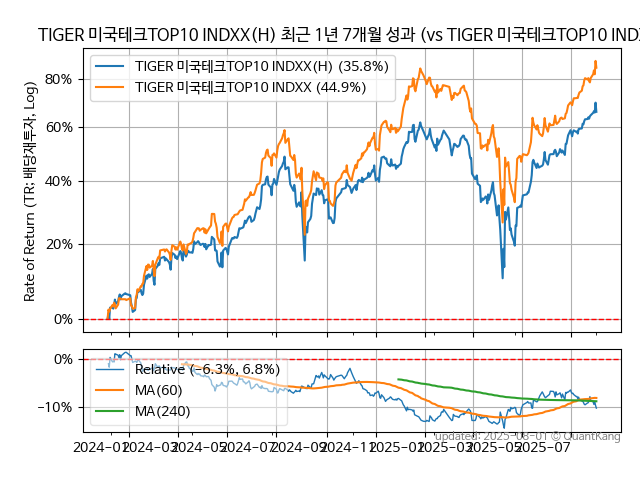 TIGER 미국테크TOP10 INDXX(H) 최근 1년 7개월 성과 (vs TIGER 미국테크TOP10 INDX
TIGER 미국테크TOP10 INDXX(H) (35.8%)
TIGER 미국테크TOP10 INDXX (44.9%)
80%
60%
40%
20%
0%
Rate of Return (TR: 배당재투자, Log)
0%
−10%
Relative (−6.3%, 6.8%)
MA(60)
MA(240)
updated: 2025-08-01 © QuantKang
2024−01 2024−03 2024−05 2024−07 2024−09 2024−11 2025−01 2025−03 2025−05 2025−07